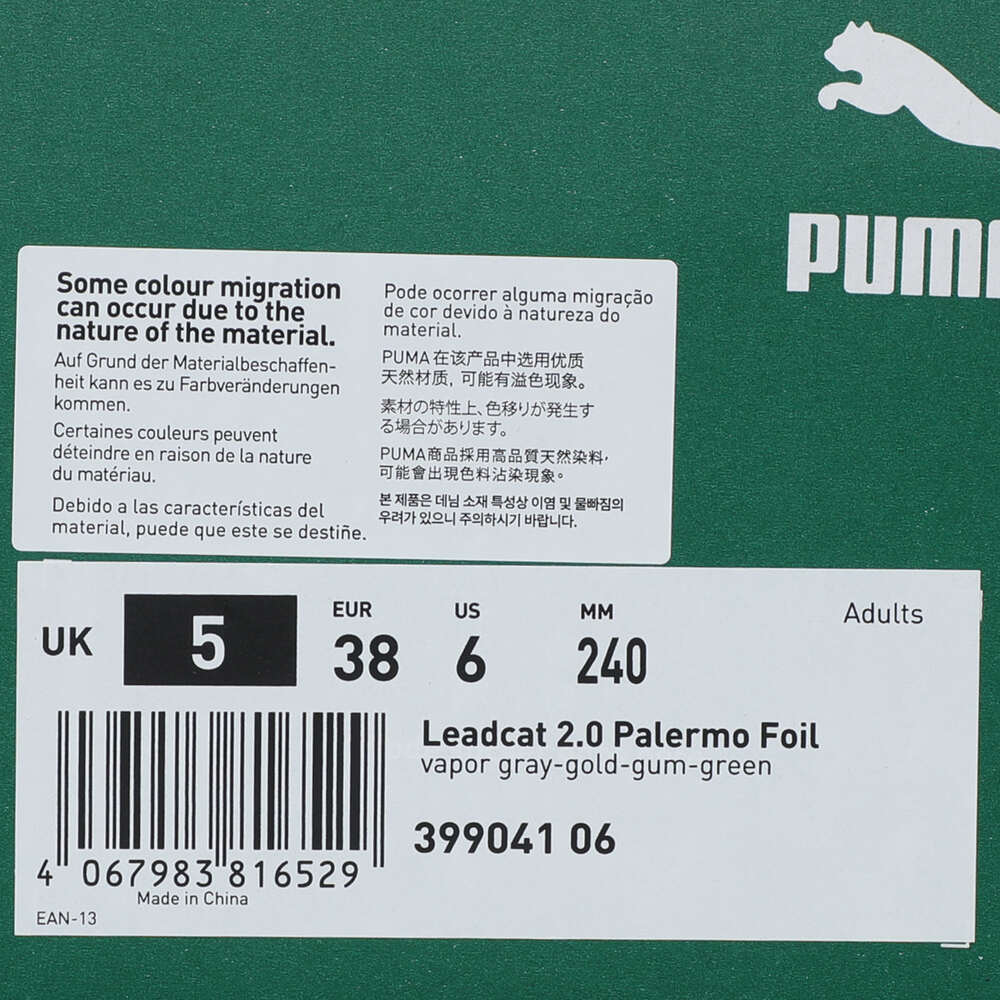 PUM
Some colour migration
can occur due to the
nature of the material.
Auf Grund der Materialbeschaffen-
heit kann es zu Farbveränderungen
kommen.
Certaines couleurs peuvent
déteindre en raison de la nature
du matériau.
Debido a las características del
material, puede que este se destiñe.
Pode ocorrer alguma migração
de cor devido à natureza do
material.
PUMA在该产品中选用优质
天然材质，可能有溢色现象。
素材の特性上、色移りが発生す
る場合があります。
PUMA商品採用高品質天然染料，
可能會出現色料沾染現象。
본 제품은 데님 소재 특성상 이염 및 물빠짐의
우려가 있으니 주의하시기 바랍니다.
UK 5 EUR 38 US 6 MM 240 Adults
Leadcat 2.0 Palermo Foil
vapor gray-gold-gum-green
399041 06
4 067983 816529
Made in China
EAN-13